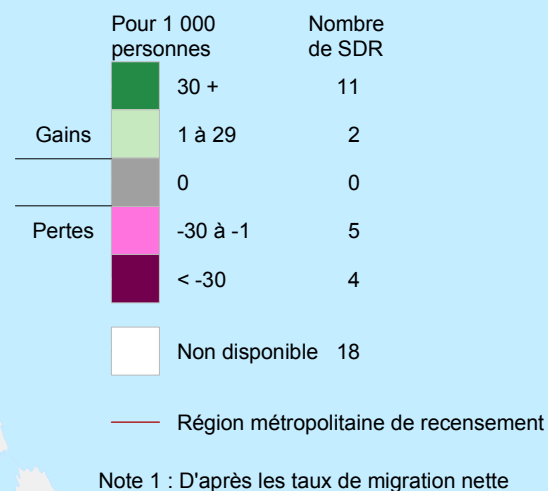 Pour 1 000 Nombre
personnes de SDR
30 + 11
Gains 1 à 29 2
0 0
Pertes -30 à -1 5
< -30 4
Non disponible 18
Région métropolitaine de recensement
Note 1 : D'après les taux de migration nette